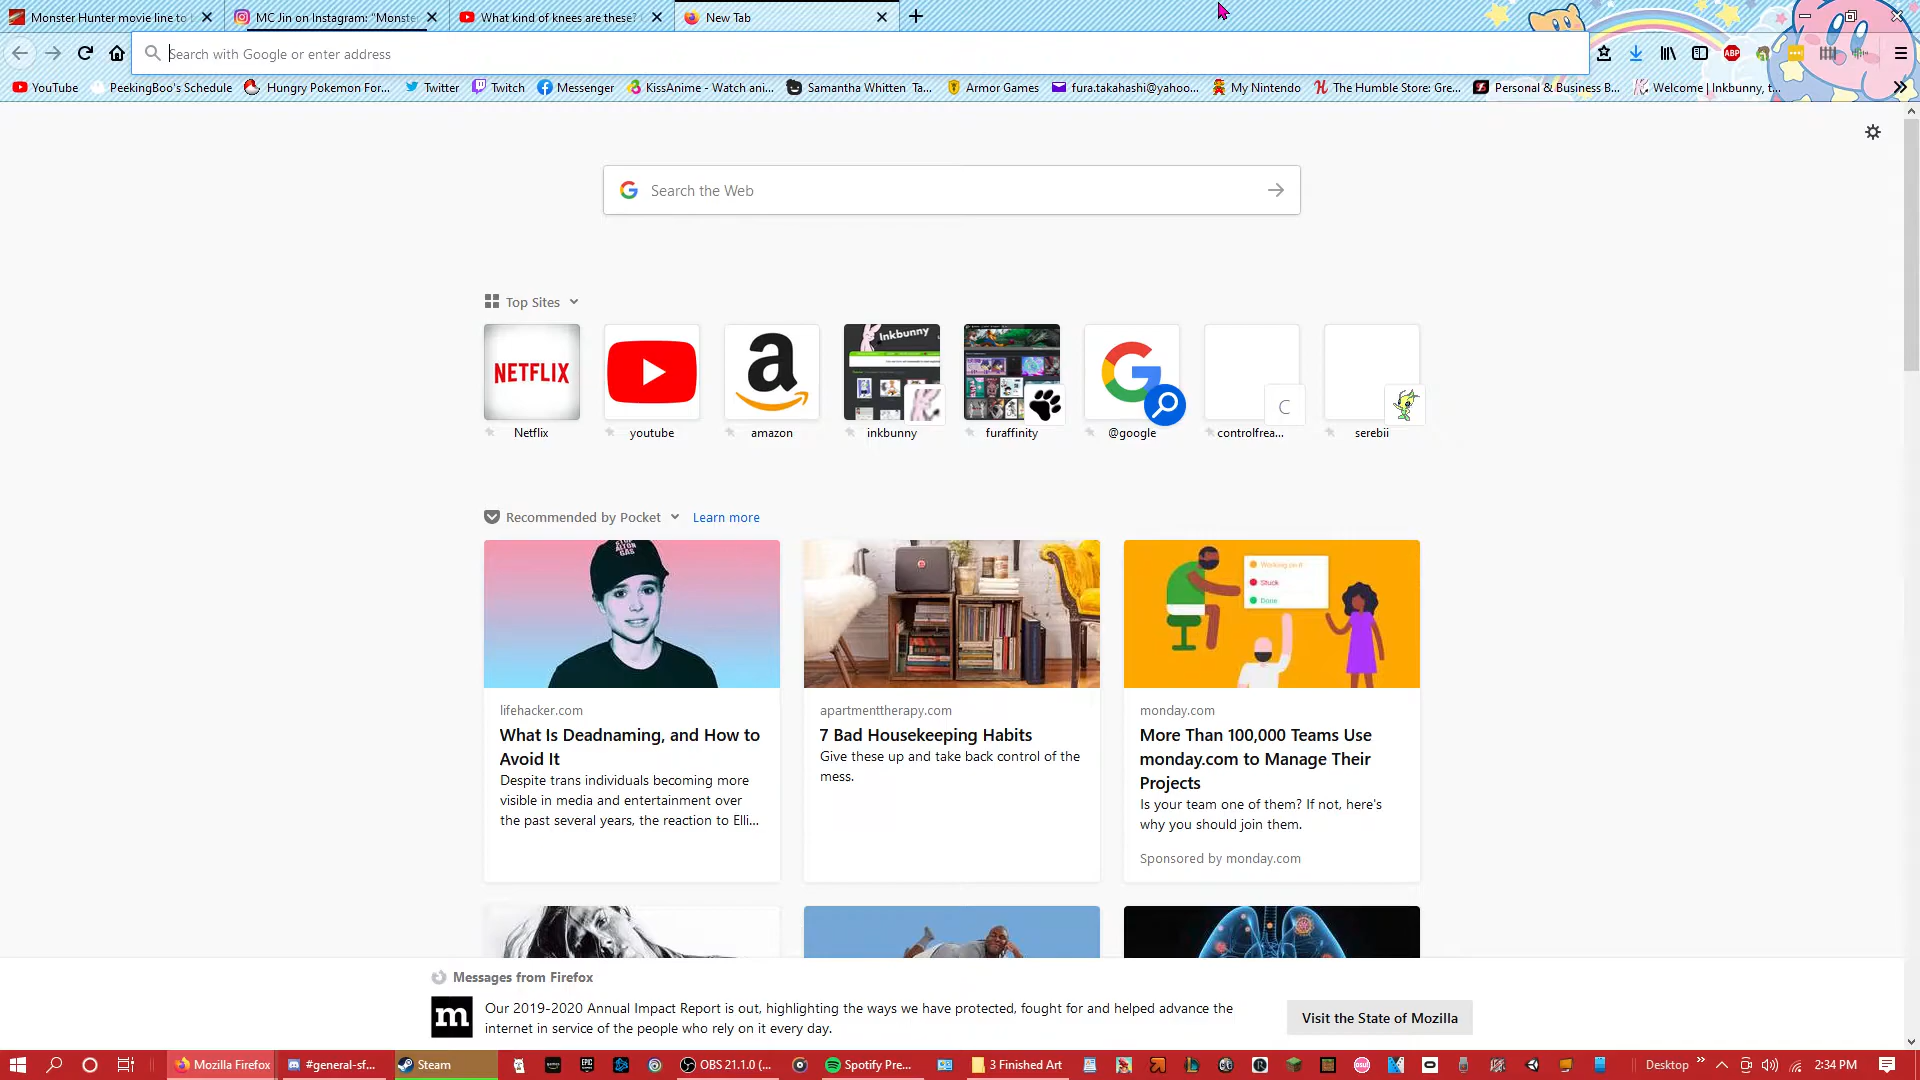 Monster Hunter movie line to
MC Jin on Instagram: “Monste
What kind of knees are these?
New Tab
Search with Google or enter address
ABP
YouTube
PeekingBoo's Schedule
Hungry Pokemon For...
Twitter
Twitch
Messenger
KissAnime - Watch ani...
Samantha Whitten Ta...
Armor Games
fura.takahashi@yahoo...
My Nintendo
The Humble Store: Gre...
Personal & Business B...
Welcome | Inkbunny, t...
Search the Web
Top Sites
NETFLIX
Inkbunny
C
Netflix
youtube
amazon
inkbunny
furaffinity
@google
controlfrea...
serebii
Recommended by Pocket
Learn more
ALTON
GAS
Working on it
Stuck
Done
lifehacker.com
What Is Deadnaming, and How to
Avoid It
Despite trans individuals becoming more
visible in media and entertainment over
the past several years, the reaction to Elli...
apartmenttherapy.com
7 Bad Housekeeping Habits
Give these up and take back control of the
mess.
monday.com
More Than 100,000 Teams Use
monday.com to Manage Their
Projects
Is your team one of them? If not, here's
why you should join them.
Sponsored by monday.com
Messages from Firefox
Our 2019-2020 Annual Impact Report is out, highlighting the ways we have protected, fought for and helped advance the
internet in service of the people who rely on it every day.
Visit the State of Mozilla
Mozilla Firefox
#general-sf...
Steam
OBS 21.1.0 (...
Spotify Pre...
3 Finished Art
Desktop
2:34 PM